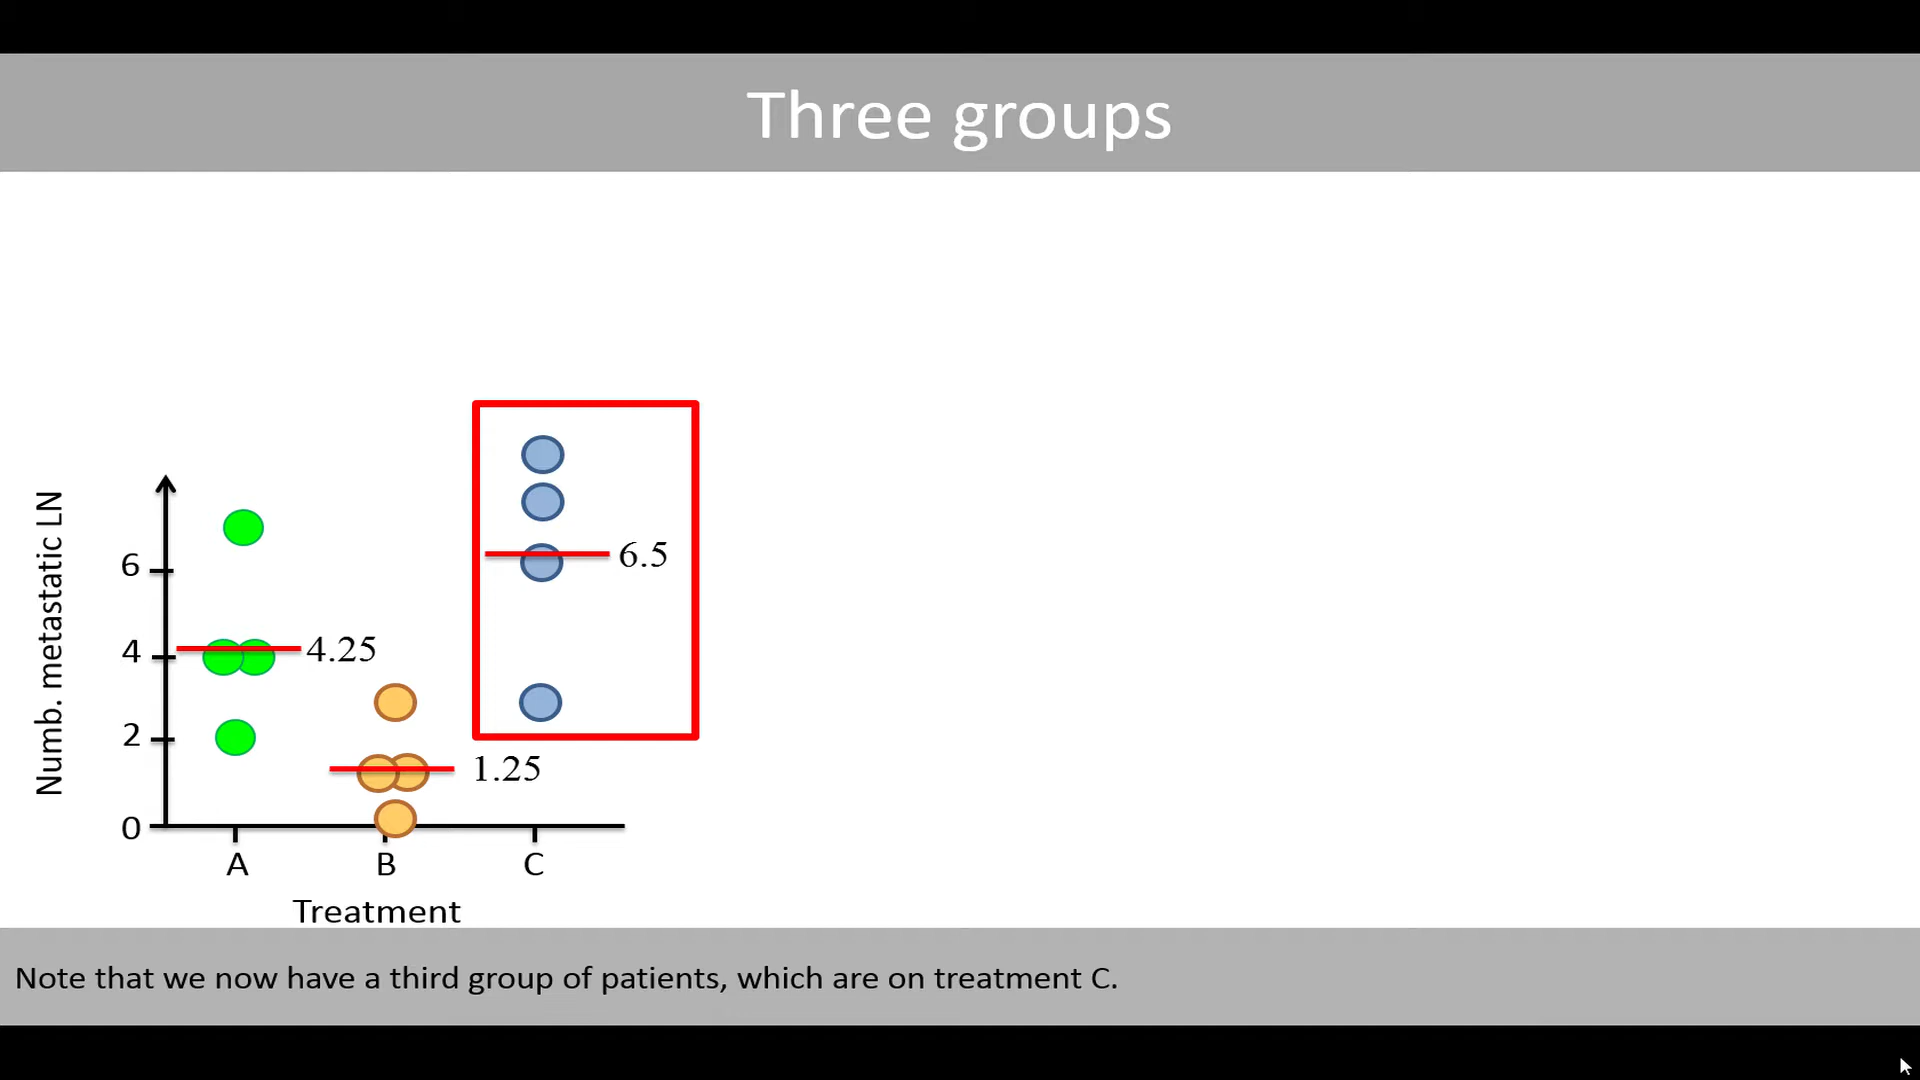 Three groups
Numb. metastatic LN
6
4
2
0
4.25
1.25
6.5
A
B
C
Treatment
Note that we now have a third group of patients, which are on treatment C.